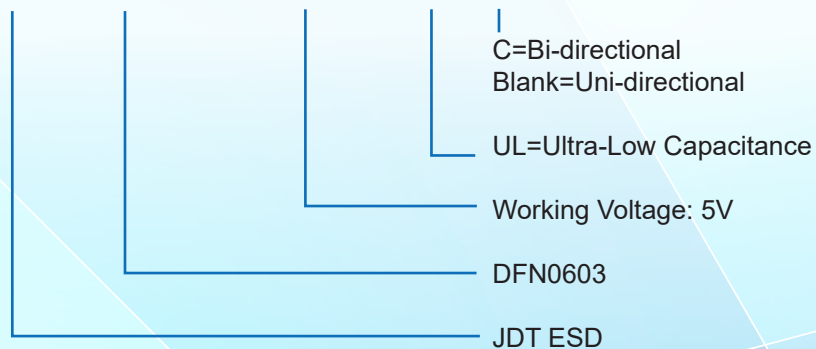 C=Bi-directional
Blank=Uni-directional
UL=Ultra-Low Capacitance
Working Voltage: 5V
DFN0603
JDT ESD